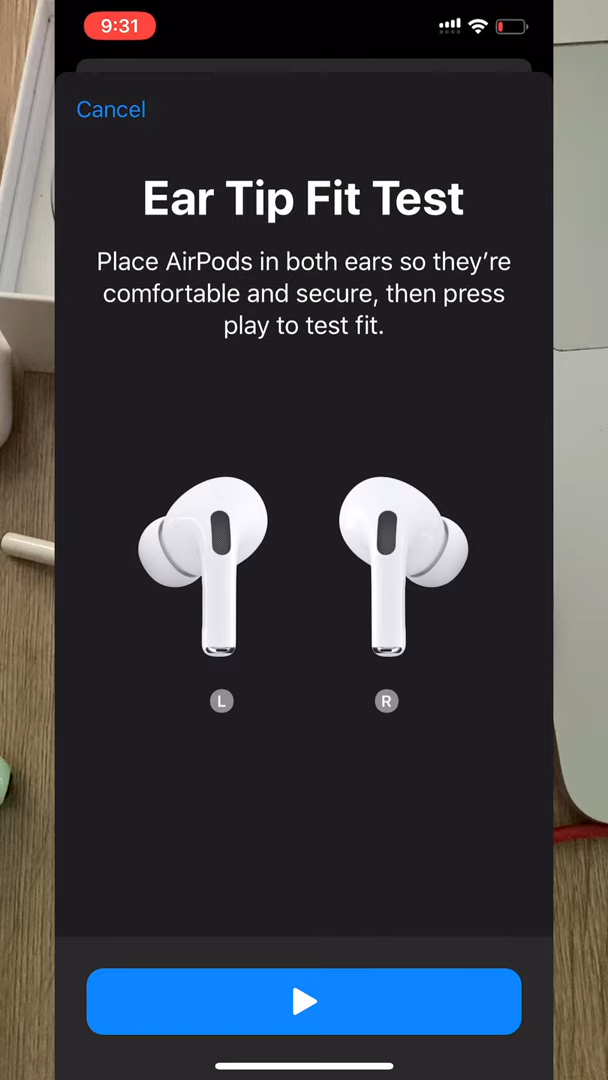 9:31
Cancel
Ear Tip Fit Test
Place AirPods in both ears so they’re
comfortable and secure, then press
play to test fit.
L
R